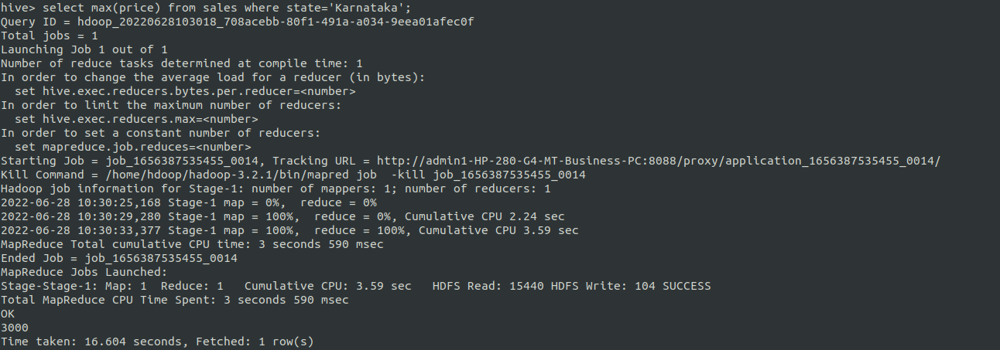 hive> select max(price) from sales where state='Karnataka';
Query ID = hdoop_20220628103018_708acebb-80f1-491a-a034-9eea01afec0f
Total jobs = 1
Launching Job 1 out of 1
Number of reduce tasks determined at compile time: 1
In order to change the average load for a reducer (in bytes):
  set hive.exec.reducers.bytes.per.reducer=<number>
In order to limit the maximum number of reducers:
  set hive.exec.reducers.max=<number>
In order to set a constant number of reducers:
  set mapreduce.job.reduces=<number>
Starting Job = job_1656387535455_0014, Tracking URL = http://admin1-HP-280-G4-MT-Business-PC:8088/proxy/application_1656387535455_0014/
Kill Command = /home/hdoop/hadoop-3.2.1/bin/mapred job  -kill job_1656387535455_0014
Hadoop job information for Stage-1: number of mappers: 1; number of reducers: 1
2022-06-28 10:30:25,168 Stage-1 map = 0%,  reduce = 0%
2022-06-28 10:30:29,280 Stage-1 map = 100%,  reduce = 0%, Cumulative CPU 2.24 sec
2022-06-28 10:30:33,377 Stage-1 map = 100%,  reduce = 100%, Cumulative CPU 3.59 sec
MapReduce Total cumulative CPU time: 3 seconds 590 msec
Ended Job = job_1656387535455_0014
MapReduce Jobs Launched:
Stage-Stage-1: Map: 1  Reduce: 1   Cumulative CPU: 3.59 sec   HDFS Read: 15440 HDFS Write: 104 SUCCESS
Total MapReduce CPU Time Spent: 3 seconds 590 msec
OK
3000
Time taken: 16.604 seconds, Fetched: 1 row(s)